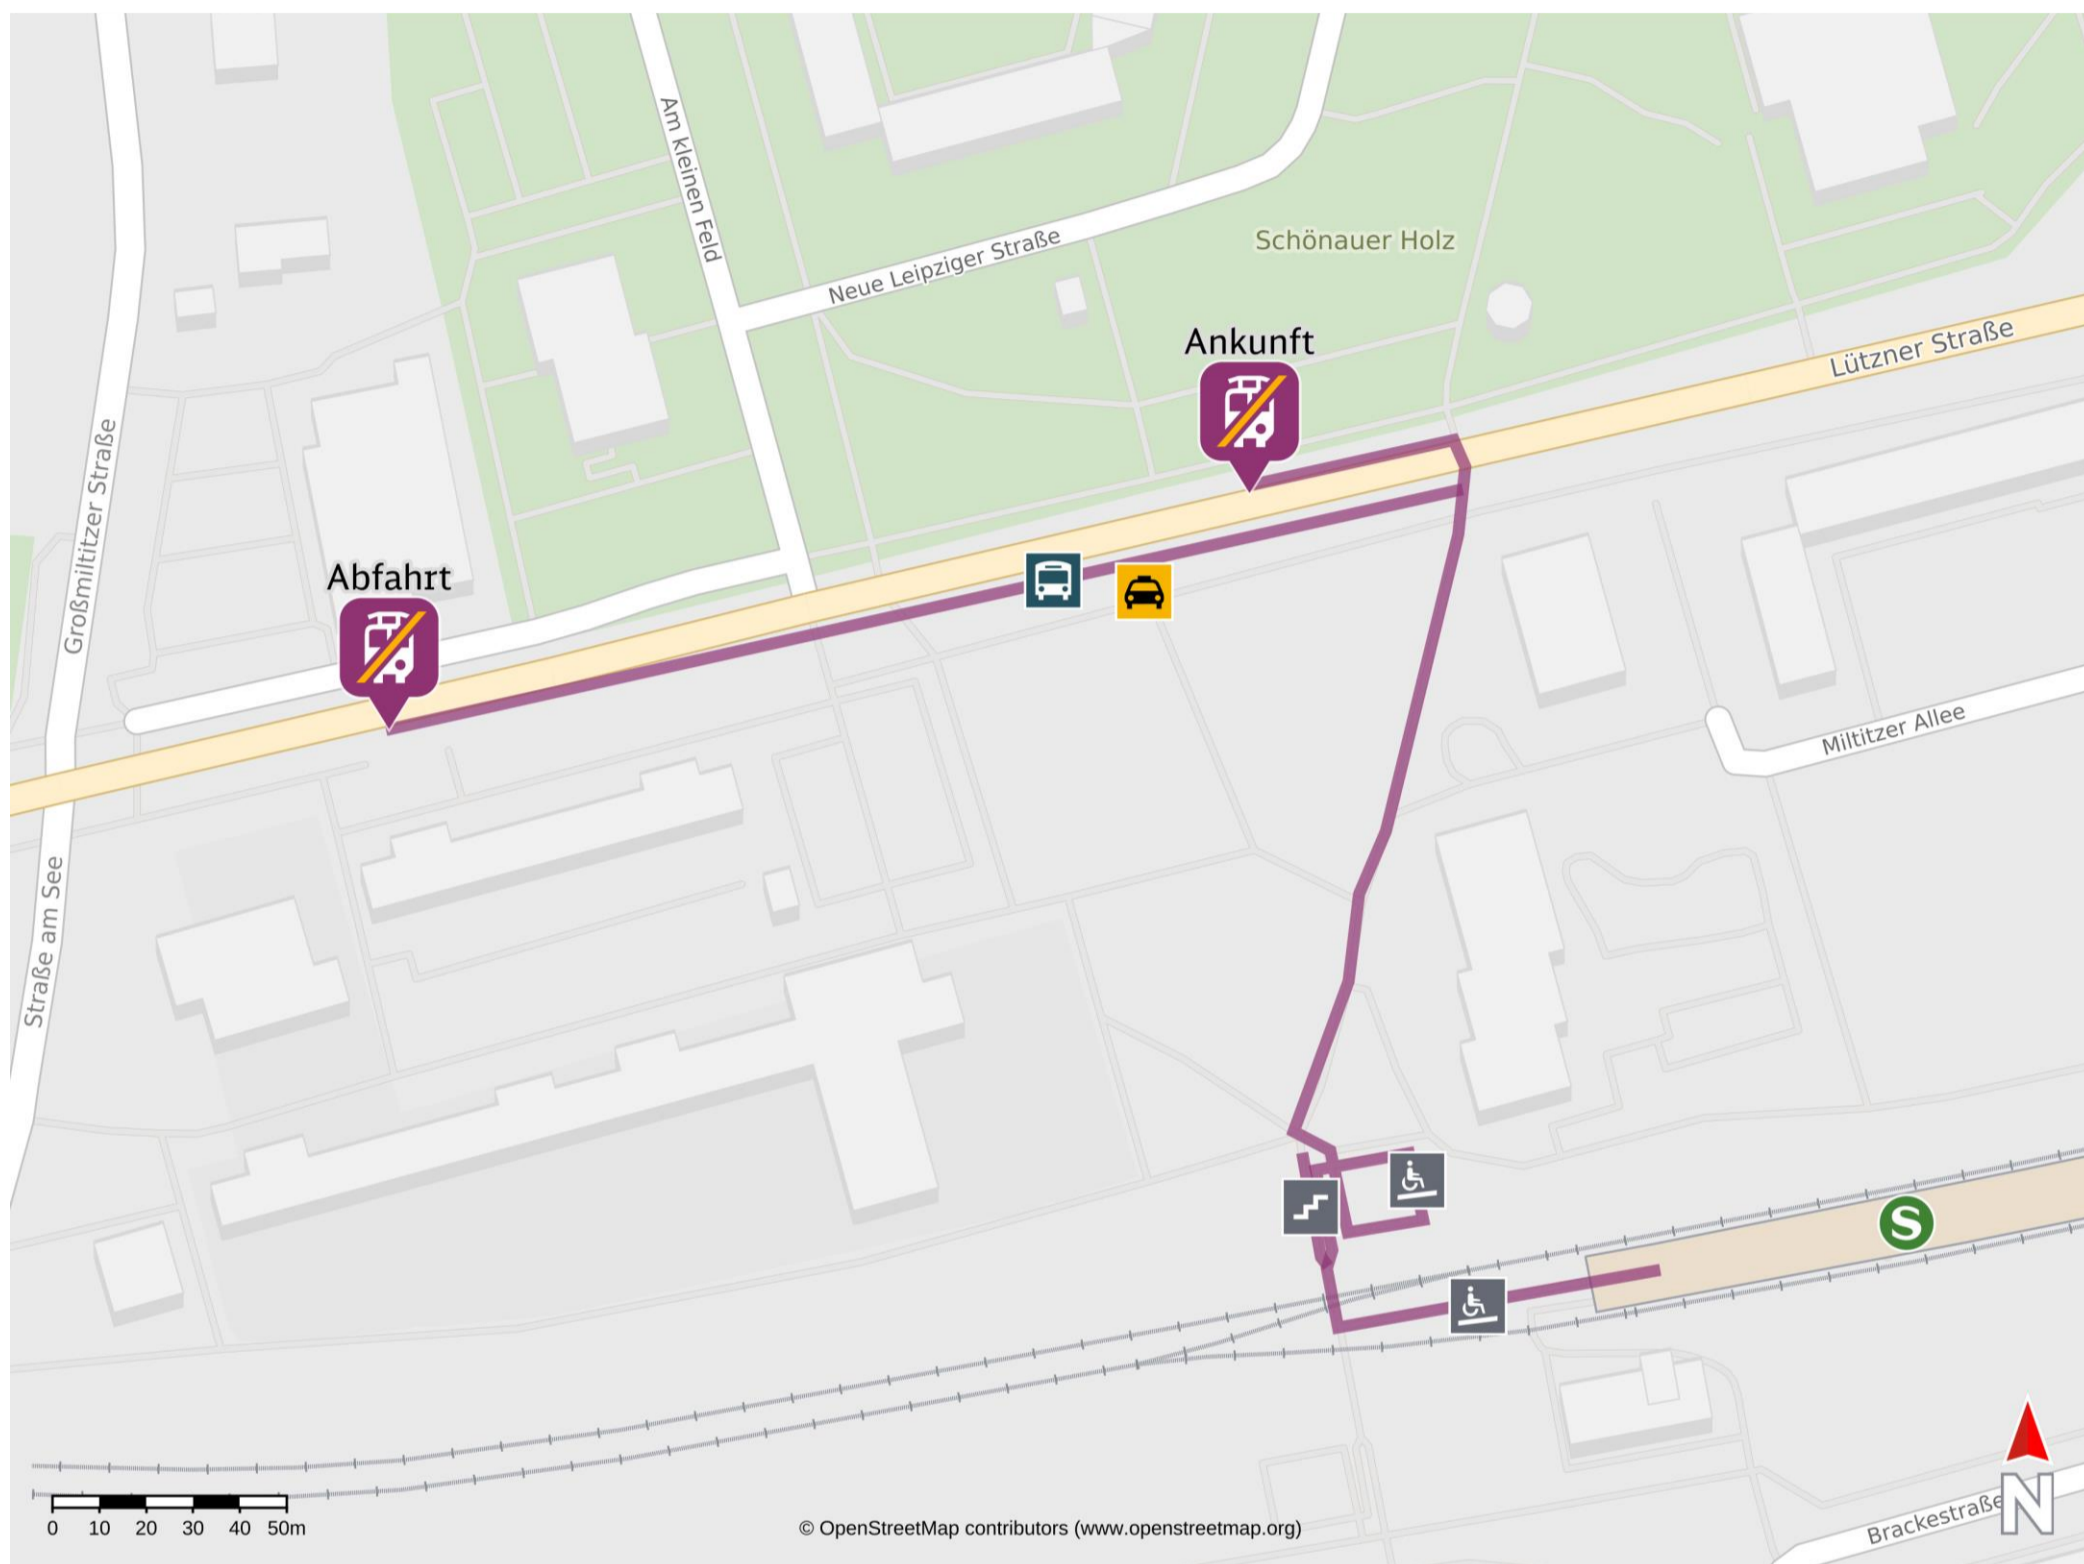 Am kleinen Feld
Neue Leipziger Straße
Schönauer Holz
Ankunft
Lützner Straße
Großmiltitzer Straße
Abfahrt
Miltitzer Allee
Straße am See
S
0 10 20 30 40 50m
© OpenStreetMap contributors (www.openstreetmap.org)
Brackestraße
N